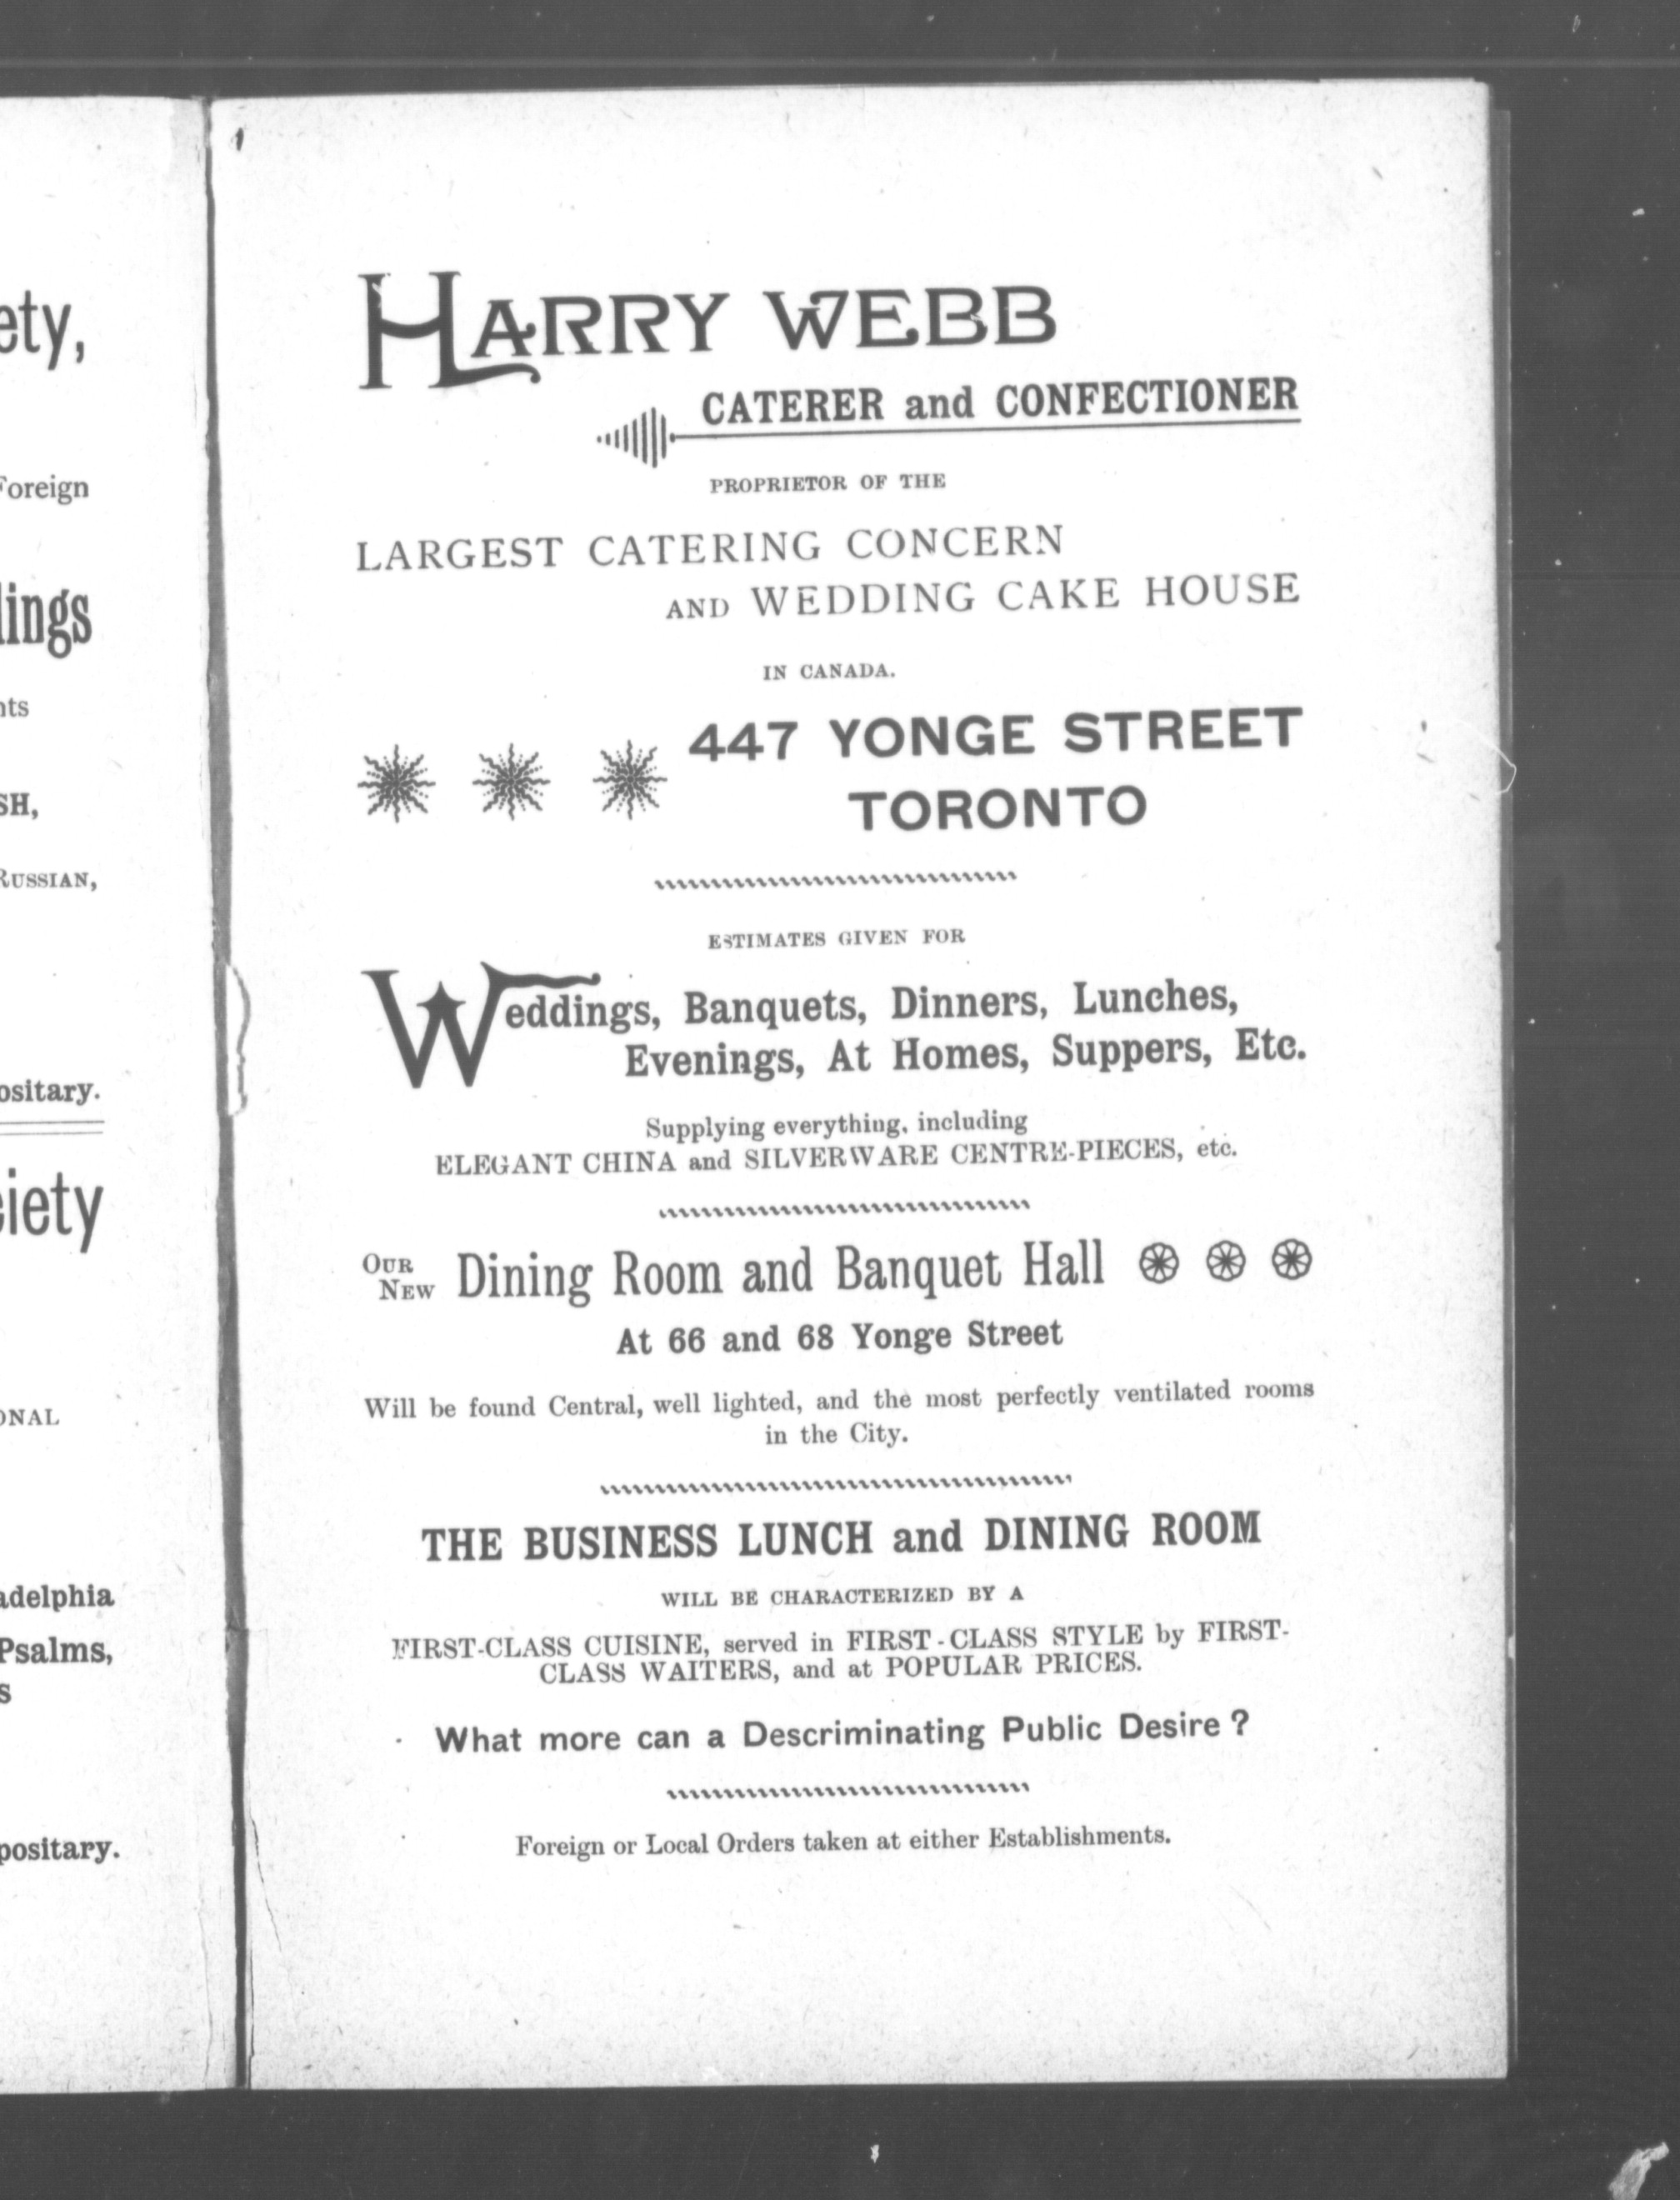 ety,
Foreign
lings
nts
SH,
RUSSIAN,
ositary.
ciety
ONAL
adelphia
Psalms,
s
positary.
HARRY WEBB
CATERER and CONFECTIONER
PROPRIETOR OF THE
LARGEST CATERING CONCERN
AND WEDDING CAKE HOUSE
IN CANADA.
447 YONGE STREET
TORONTO
ESTIMATES GIVEN FOR
Weddings, Banquets, Dinners, Lunches,
Evenings, At Homes, Suppers, Etc.
Supplying everything, including
ELEGANT CHINA and SILVERWARE CENTRE-PIECES, etc.
OUR NEW Dining Room and Banquet Hall
At 66 and 68 Yonge Street
Will be found Central, well lighted, and the most perfectly ventilated rooms
in the City.
THE BUSINESS LUNCH and DINING ROOM
WILL BE CHARACTERIZED BY A
FIRST-CLASS CUISINE, served in FIRST-CLASS STYLE by FIRST-
CLASS WAITERS, and at POPULAR PRICES.
What more can a Descriminating Public Desire?
Foreign or Local Orders taken at either Establishments.